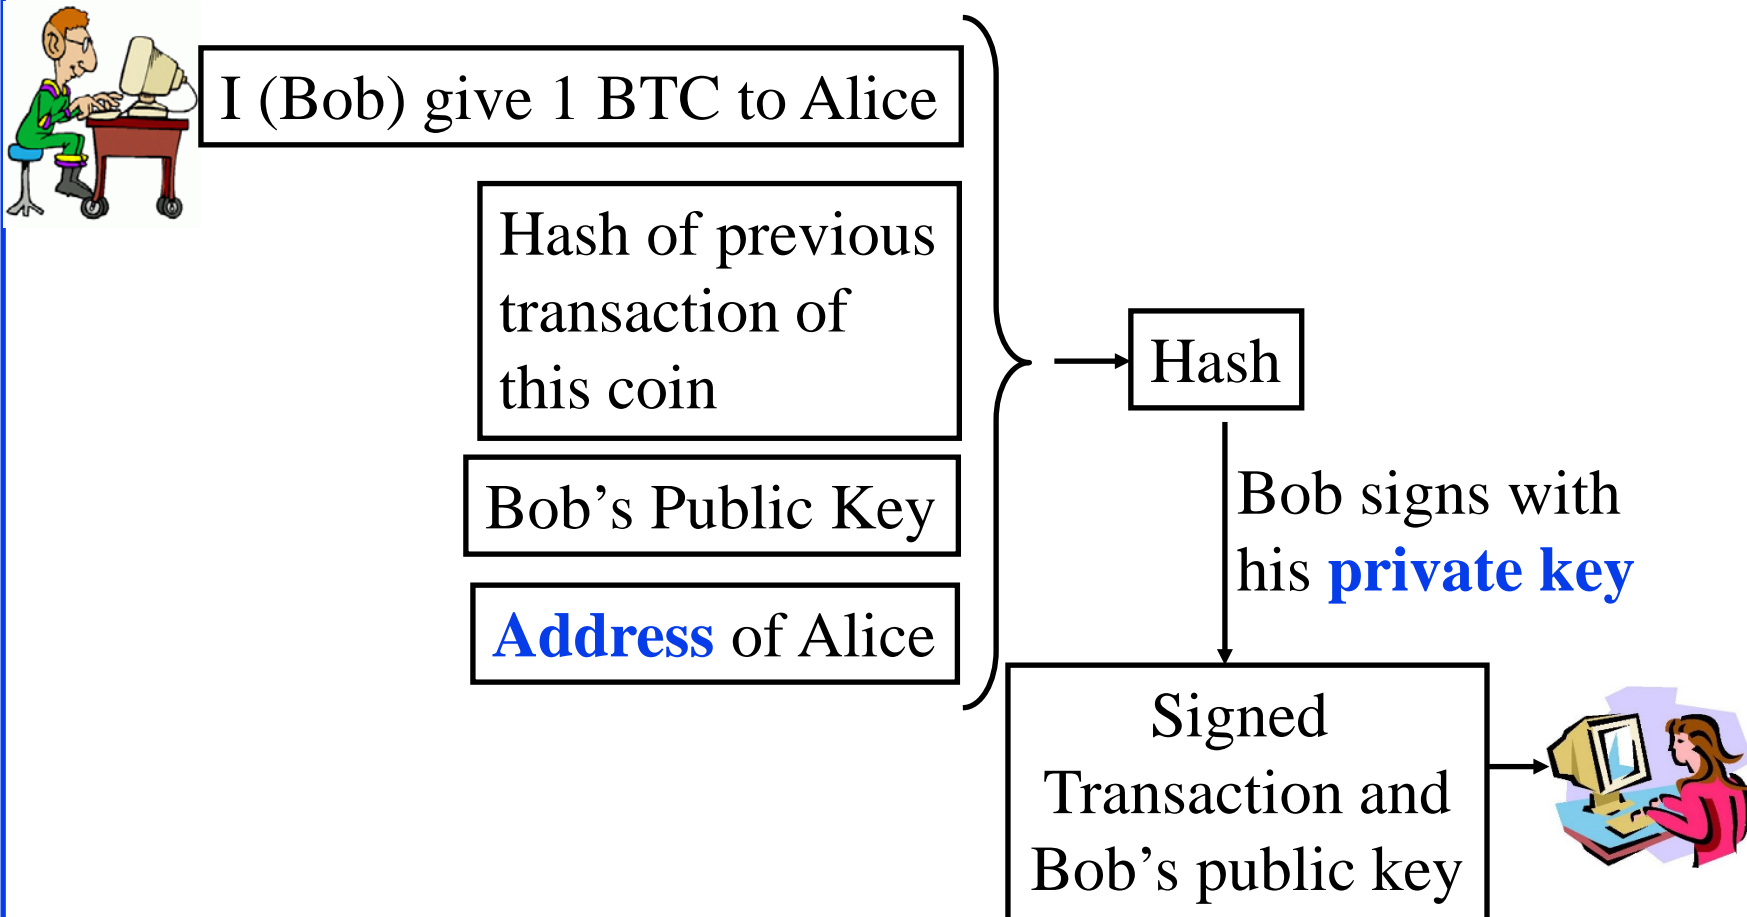 I (Bob) give 1 BTC to Alice
Hash of previous
transaction of
this coin
Bob’s Public Key
Address of Alice
Hash
Bob signs with
his private key
Signed
Transaction and
Bob’s public key